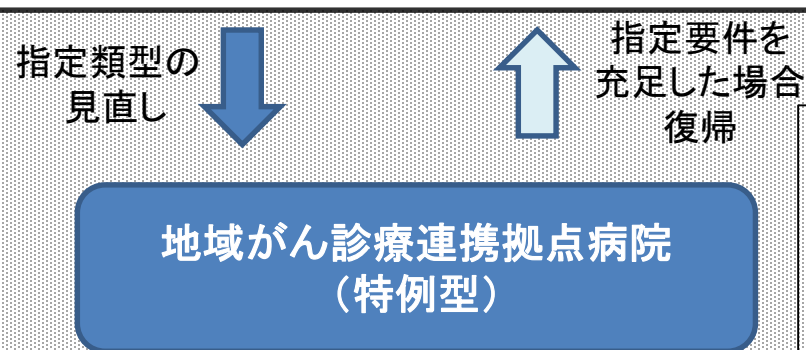 指定類型の
見直し
指定要件を
充足した場合
復帰
地域がん診療連携拠点病院
（特例型）